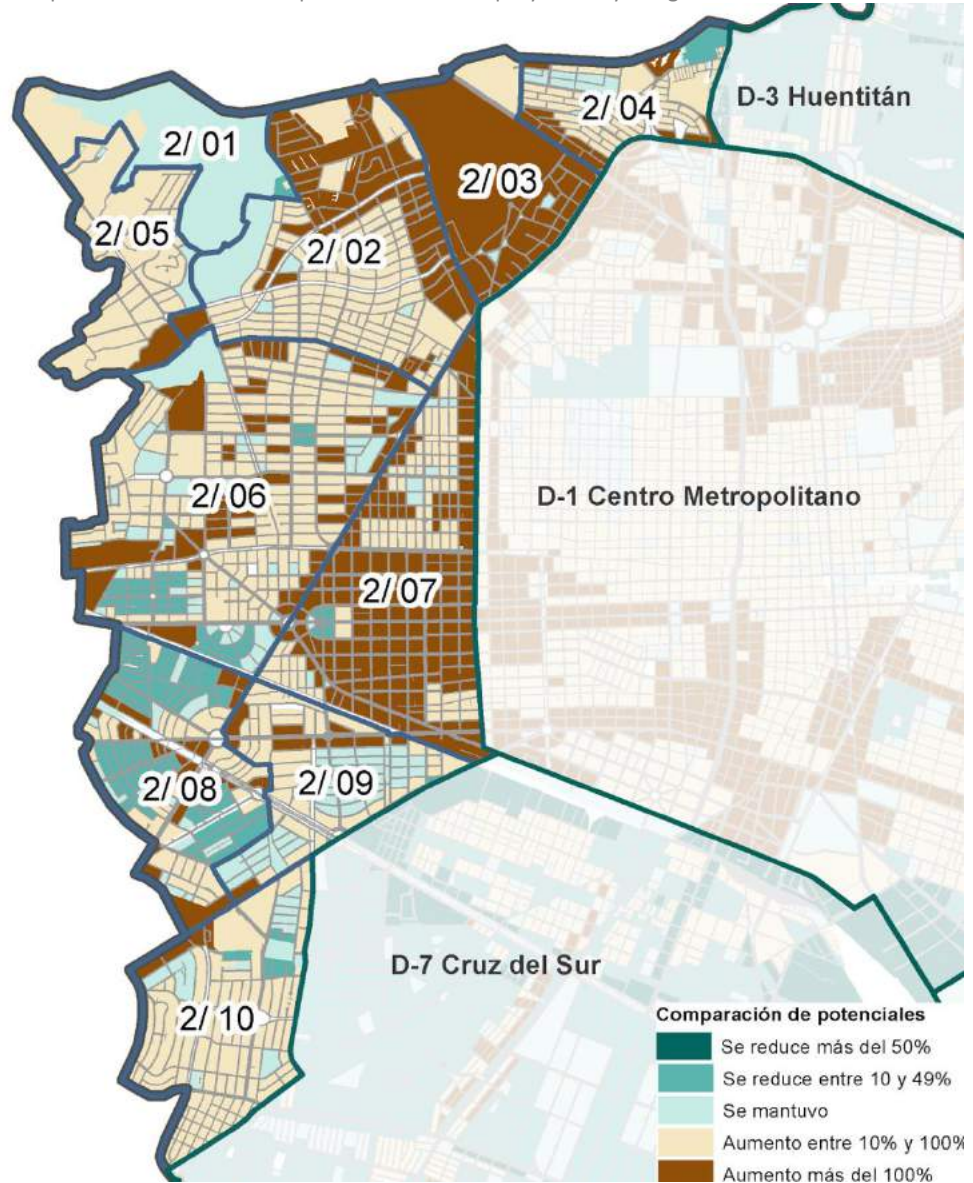 D-3 Huentitán
2/ 04
2/ 01
2/ 03
2/ 05
2/ 02
2/ 06
D-1 Centro Metropolitano
2/ 07
2/ 08
2/ 09
D-7 Cruz del Sur
2/ 10
Comparación de potenciales
Se reduce más del 50%
Se reduce entre 10 y 49%
Se mantuvo
Aumento entre 10% y 100%
Aumento más del 100%